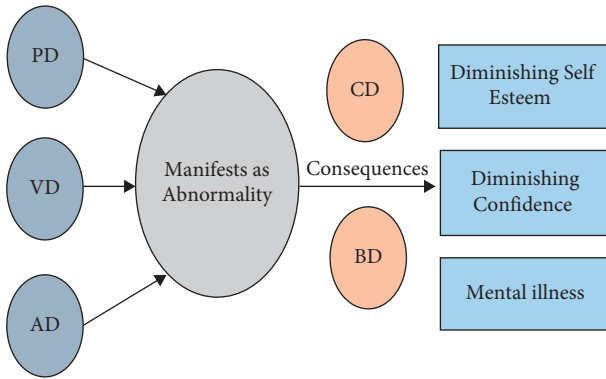 PD
VD
AD
Manifests as
Abnormality
Consequences
CD
BD
Diminishing Self
Esteem
Diminishing
Confidence
Mental illness